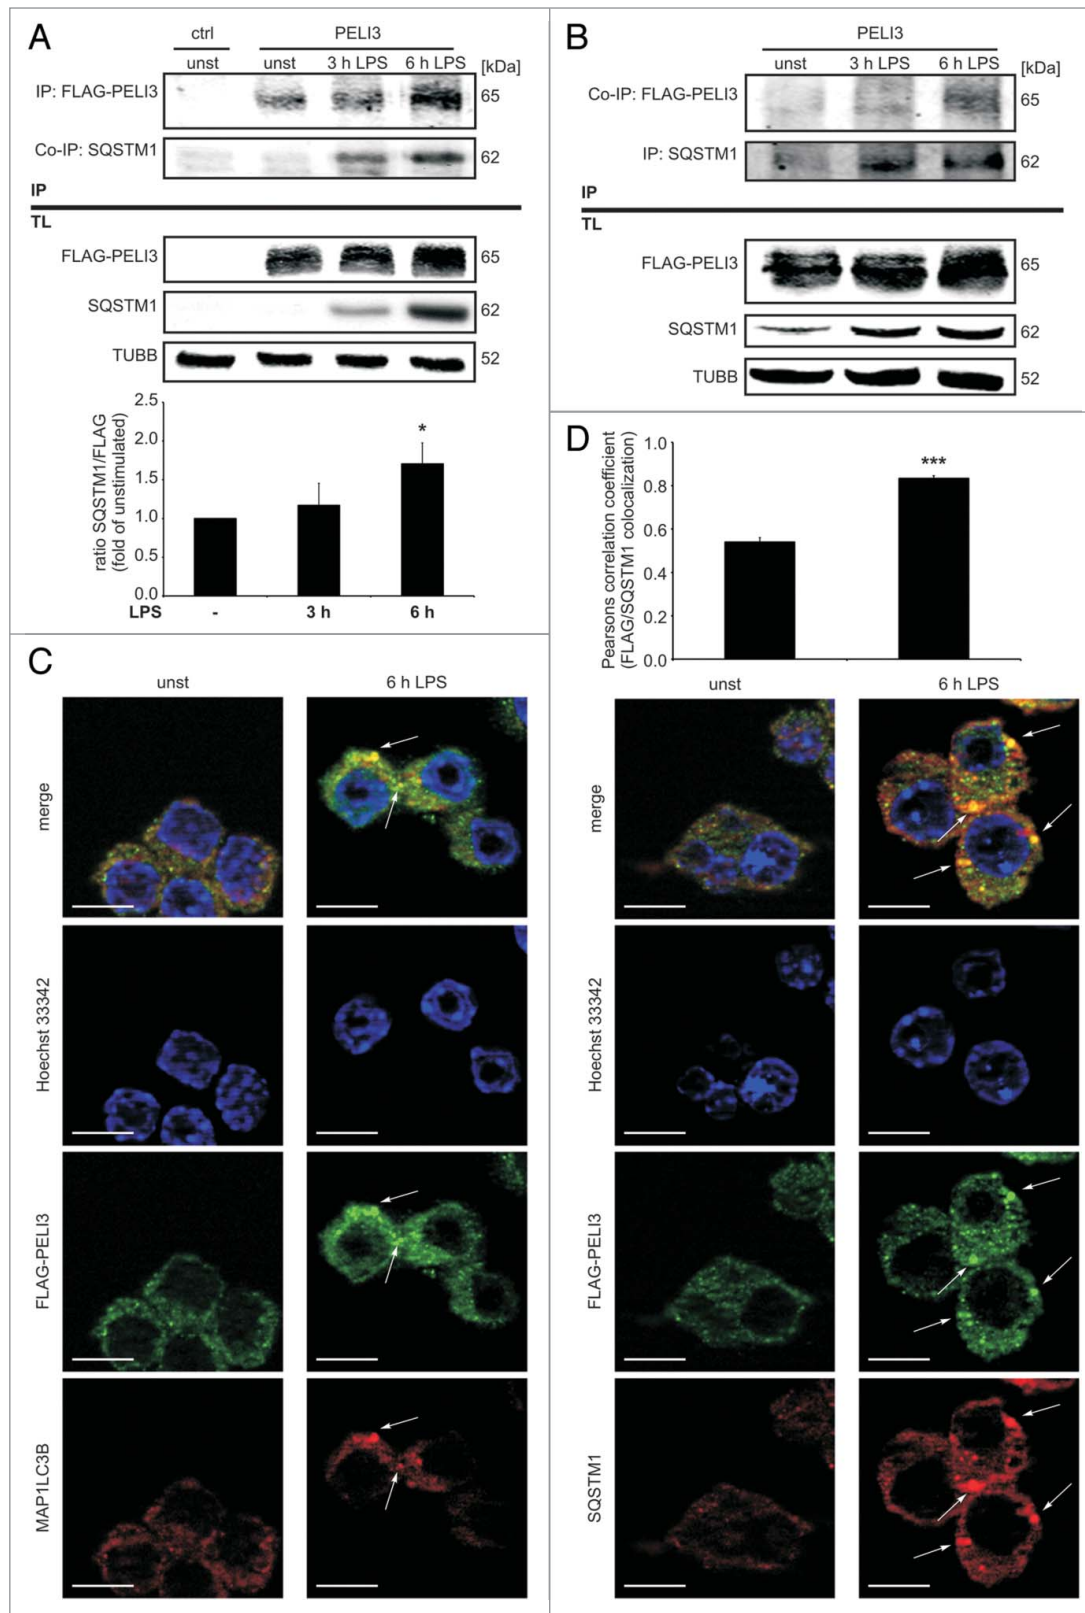 A
ctrl PELI3
unst unst 3 h LPS 6 h LPS [kDa]
IP: FLAG-PELI3 65
Co-IP: SQSTM1 62
IP
TL
FLAG-PELI3 65
SQSTM1 62
TUBB 52
ratio SQSTM1/FLAG
(fold of unstimulated)
2.5
2.0
1.5
1.0
0.5
0.0
*
LPS - 3 h 6 h
B
PELI3
unst 3 h LPS 6 h LPS [kDa]
Co-IP: FLAG-PELI3 65
IP: SQSTM1 62
IP
TL
FLAG-PELI3 65
SQSTM1 62
TUBB 52
C
unst 6 h LPS
merge
Hoechst 33342
FLAG-PELI3
MAP1LC3B
D
Pearsons correlation coefficient
(FLAG/SQSTM1 colocalization)
1.0
0.8
0.6
0.4
0.2
0.0
***
unst 6 h LPS
merge
Hoechst 33342
FLAG-PELI3
SQSTM1